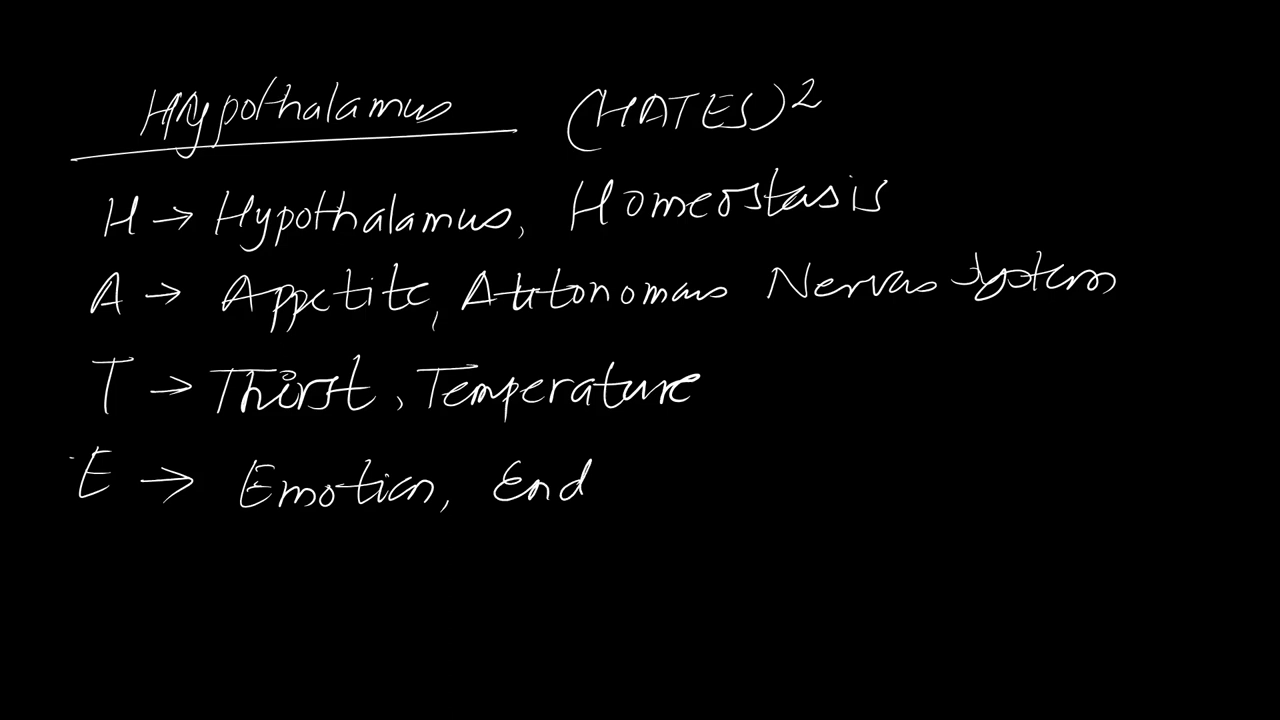 Hypothalamus (HATES)²
H → Hypothalamus, Homeostasis
A → Appetite, Autonomous Nervous System
T → Thirst, Temperature
E → Emotion, End